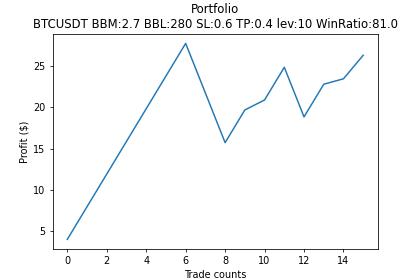 Portfolio
BTCUSDT BBM:2.7 BBL:280 SL:0.6 TP:0.4 lev:10 WinRatio:81.0
25
20
15
10
5
Profit ($)
0 2 4 6 8 10 12 14
Trade counts